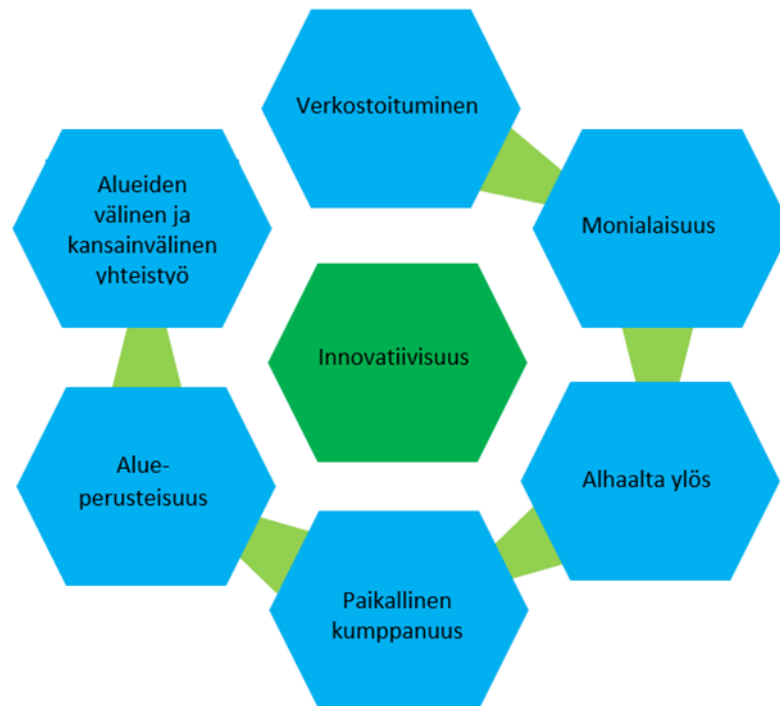 Verkostoituminen
Monialaisuus
Alhaalta ylös
Paikallinen
kumppanuus
Alue-
perusteisuus
Alueiden
välinen ja
kansainvälinen
yhteistyö
Innovatiivisuus